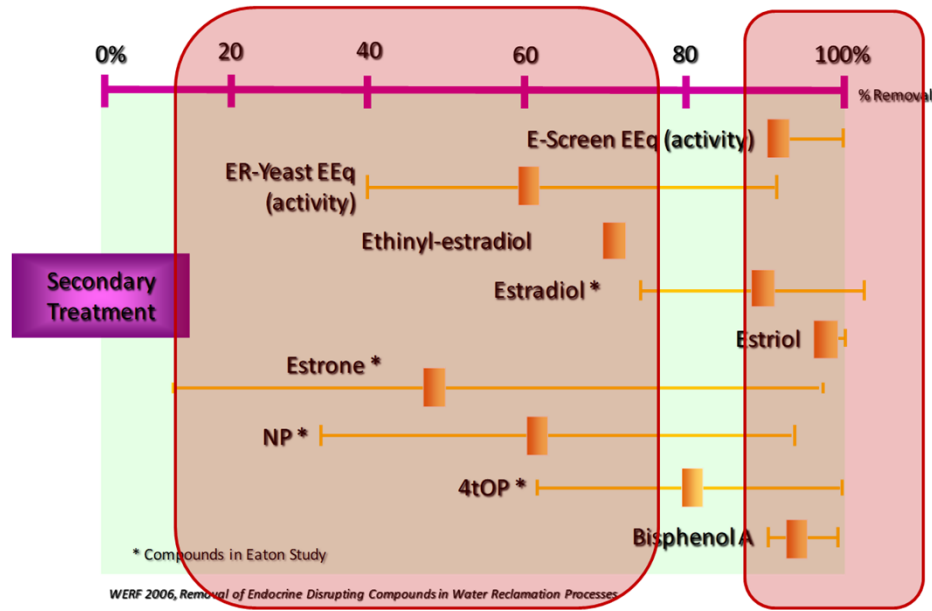 0% 20 40 60 80 100%
% Removal
E-Screen EEq (activity)
ER-Yeast EEq
(activity)
Ethinyl-estradiol
Secondary
Treatment
Estradiol *
Estriol
Estrone *
NP *
4tOP *
Bisphenol A
* Compounds in Eaton Study
WERF 2006, Removal of Endocrine Disrupting Compounds in Water Reclamation Processes